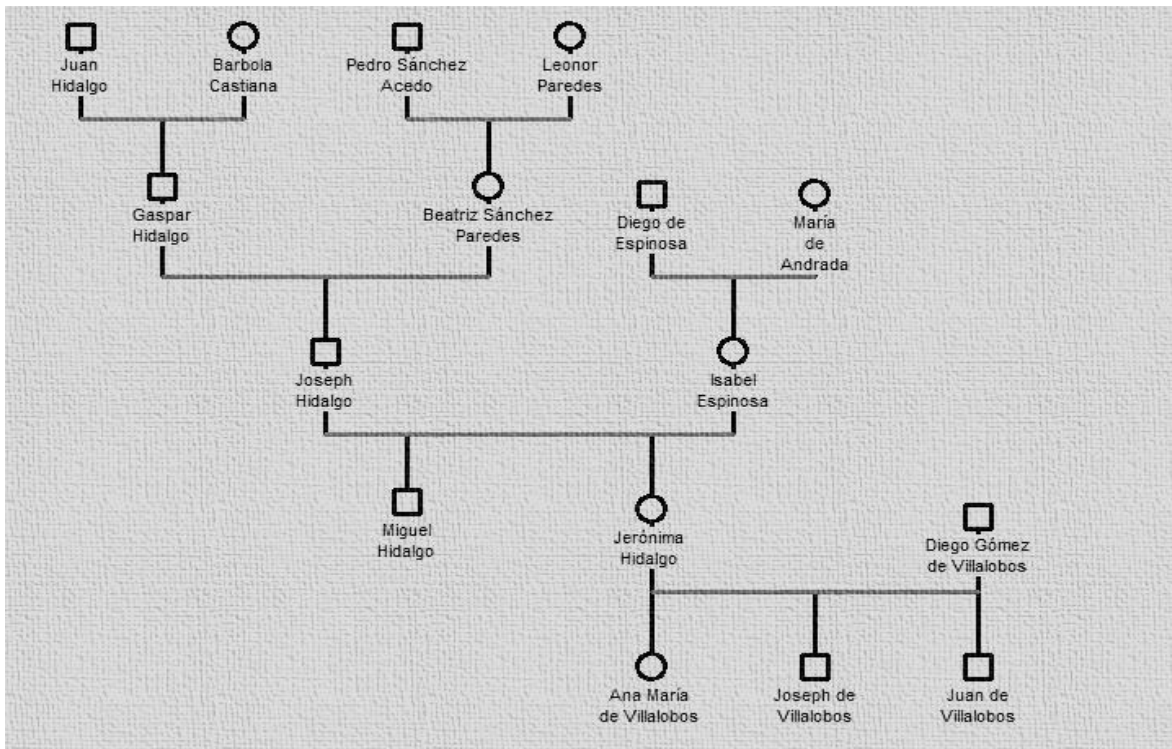 Juan
Hidalgo
Barbola
Castiana
Pedro Sánchez
Acedo
Leonor
Paredes
Gaspar
Hidalgo
Beatriz Sánchez
Paredes
Diego de
Espinosa
María
de
Andrada
Joseph
Hidalgo
Isabel
Espinosa
Miguel
Hidalgo
Jerónima
Hidalgo
Diego Gómez
de Villalobos
Ana María
de Villalobos
Joseph de
Villalobos
Juan de
Villalobos